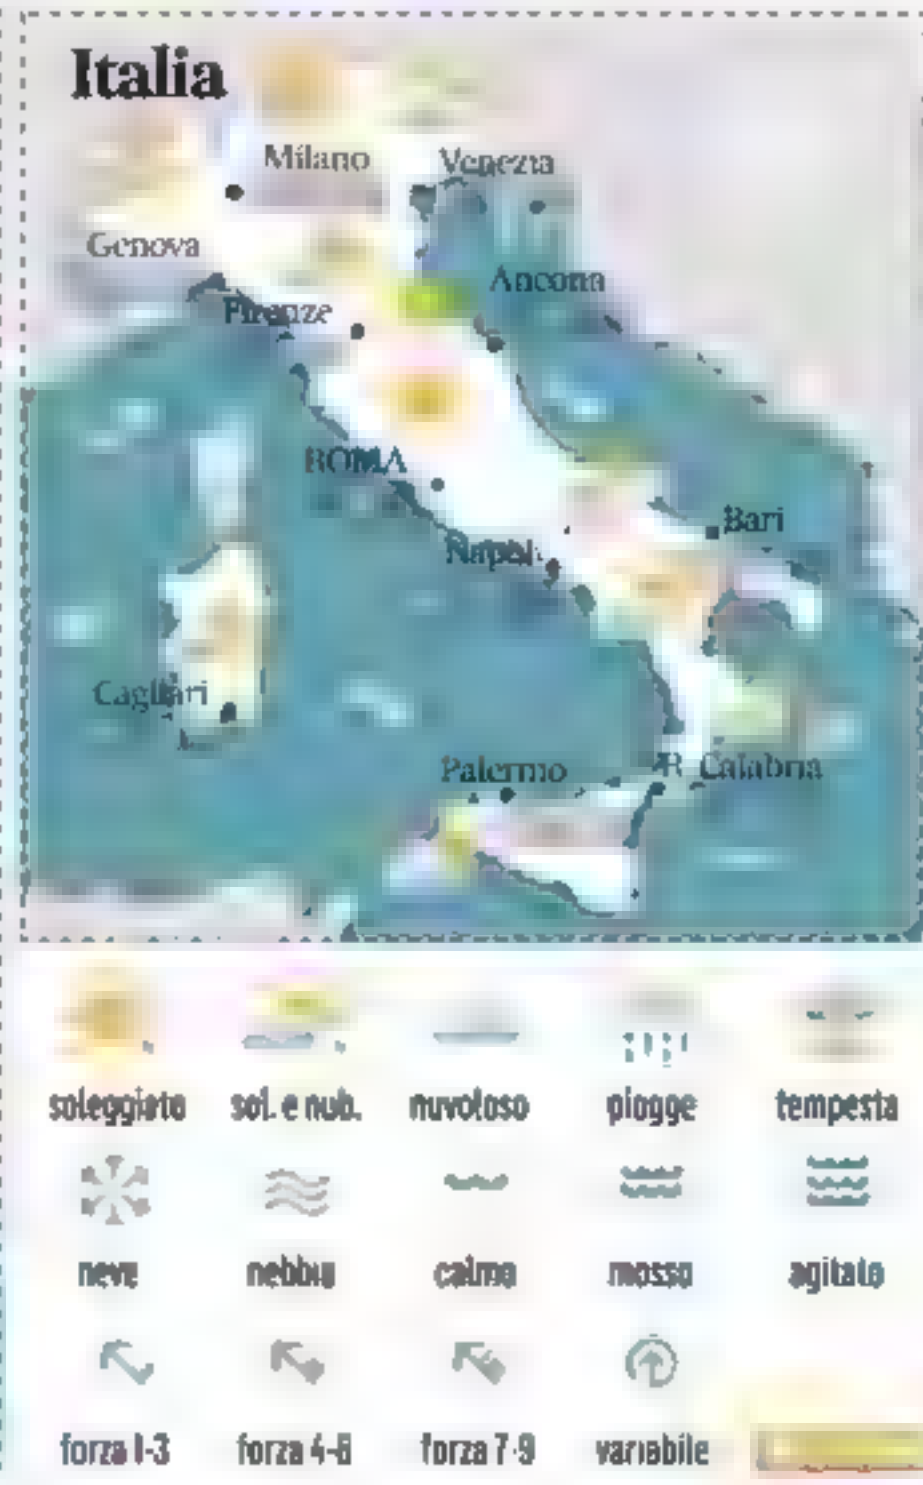 Italia
Milano
Venezia
Genova
Ancona
Firenze
ROMA
Bari
Napoli
Cagliari
Palermo
R Calabria
soleggiato sol. e nub. nuvoloso piogge tempesta
neve nebbia calmo mosso agitato
forza 1-3 forza 4-6 forza 7-9 variabile